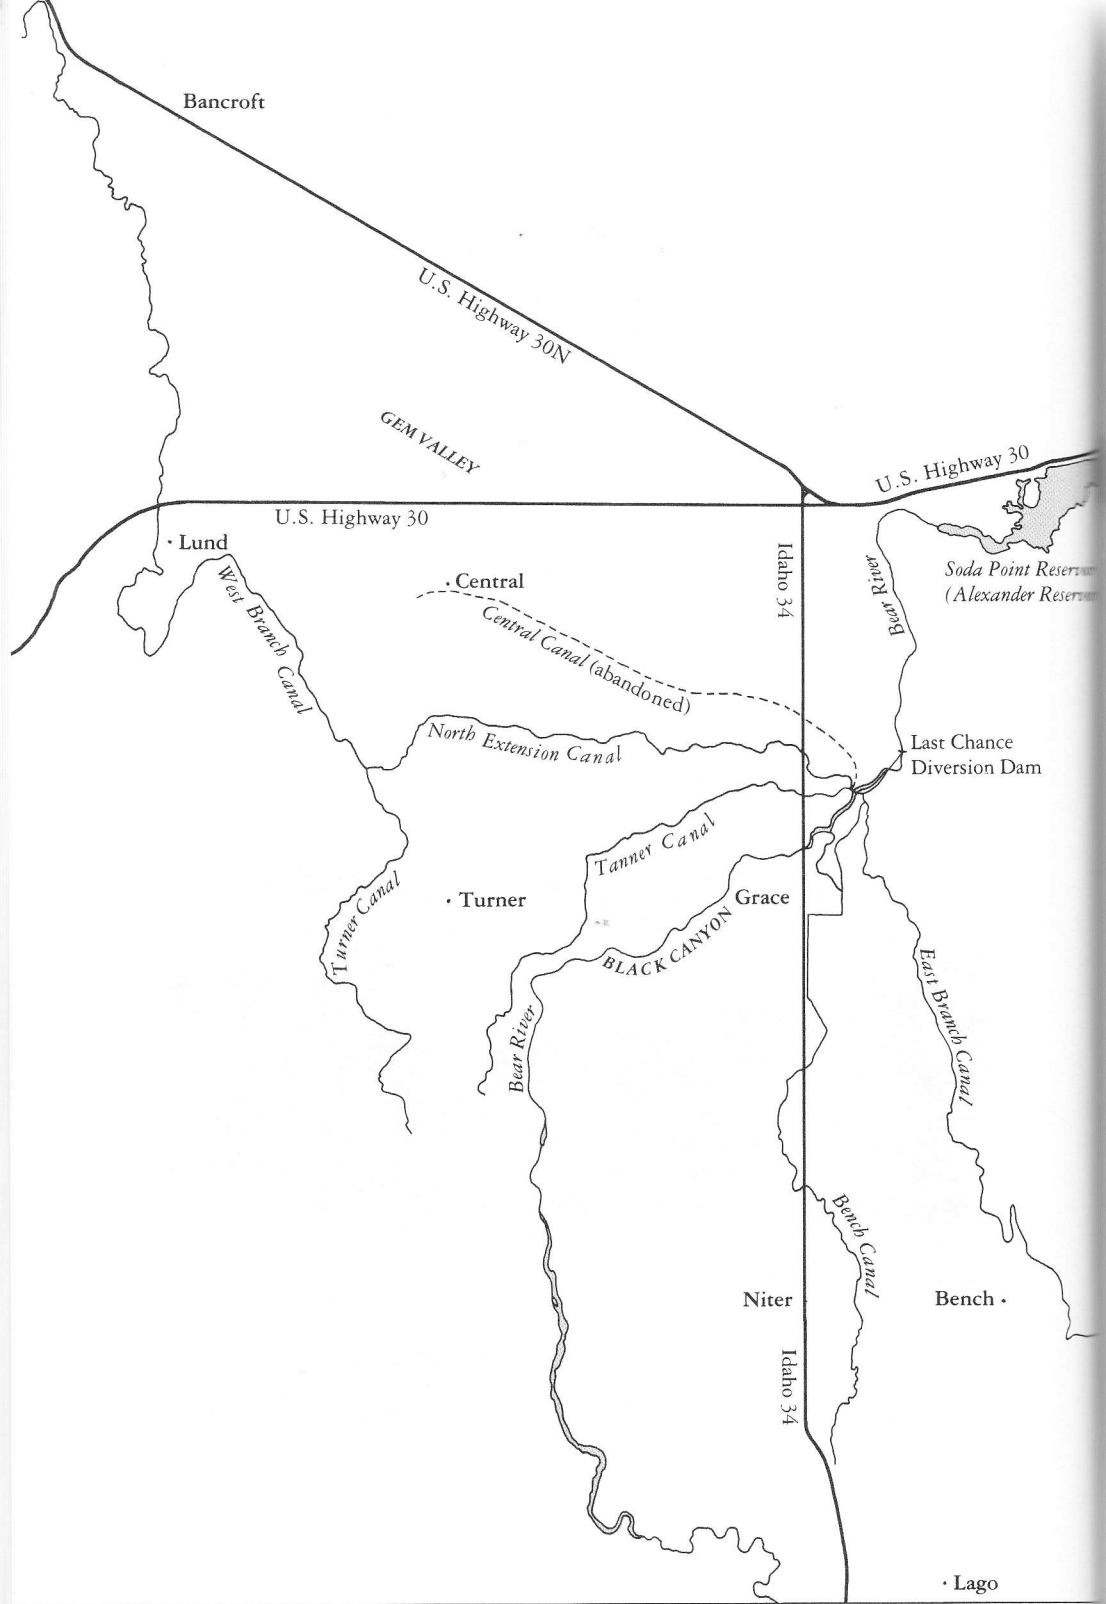 Bancroft
U.S. Highway 30N
GEM VALLEY
U.S. Highway 30
U.S. Highway 30
Lund
Idaho 34
Bear River
Soda Point
(Alexander
Central
West Branch Canal
Central Canal (abandoned)
North Extension Canal
Last Chance
Diversion Dam
Tanner Canal
Turner Canal
Turner
Grace
BLACK CANYON
East Branch Canal
Bear River
Bench Canal
Niter
Bench
Idaho 34
Lago